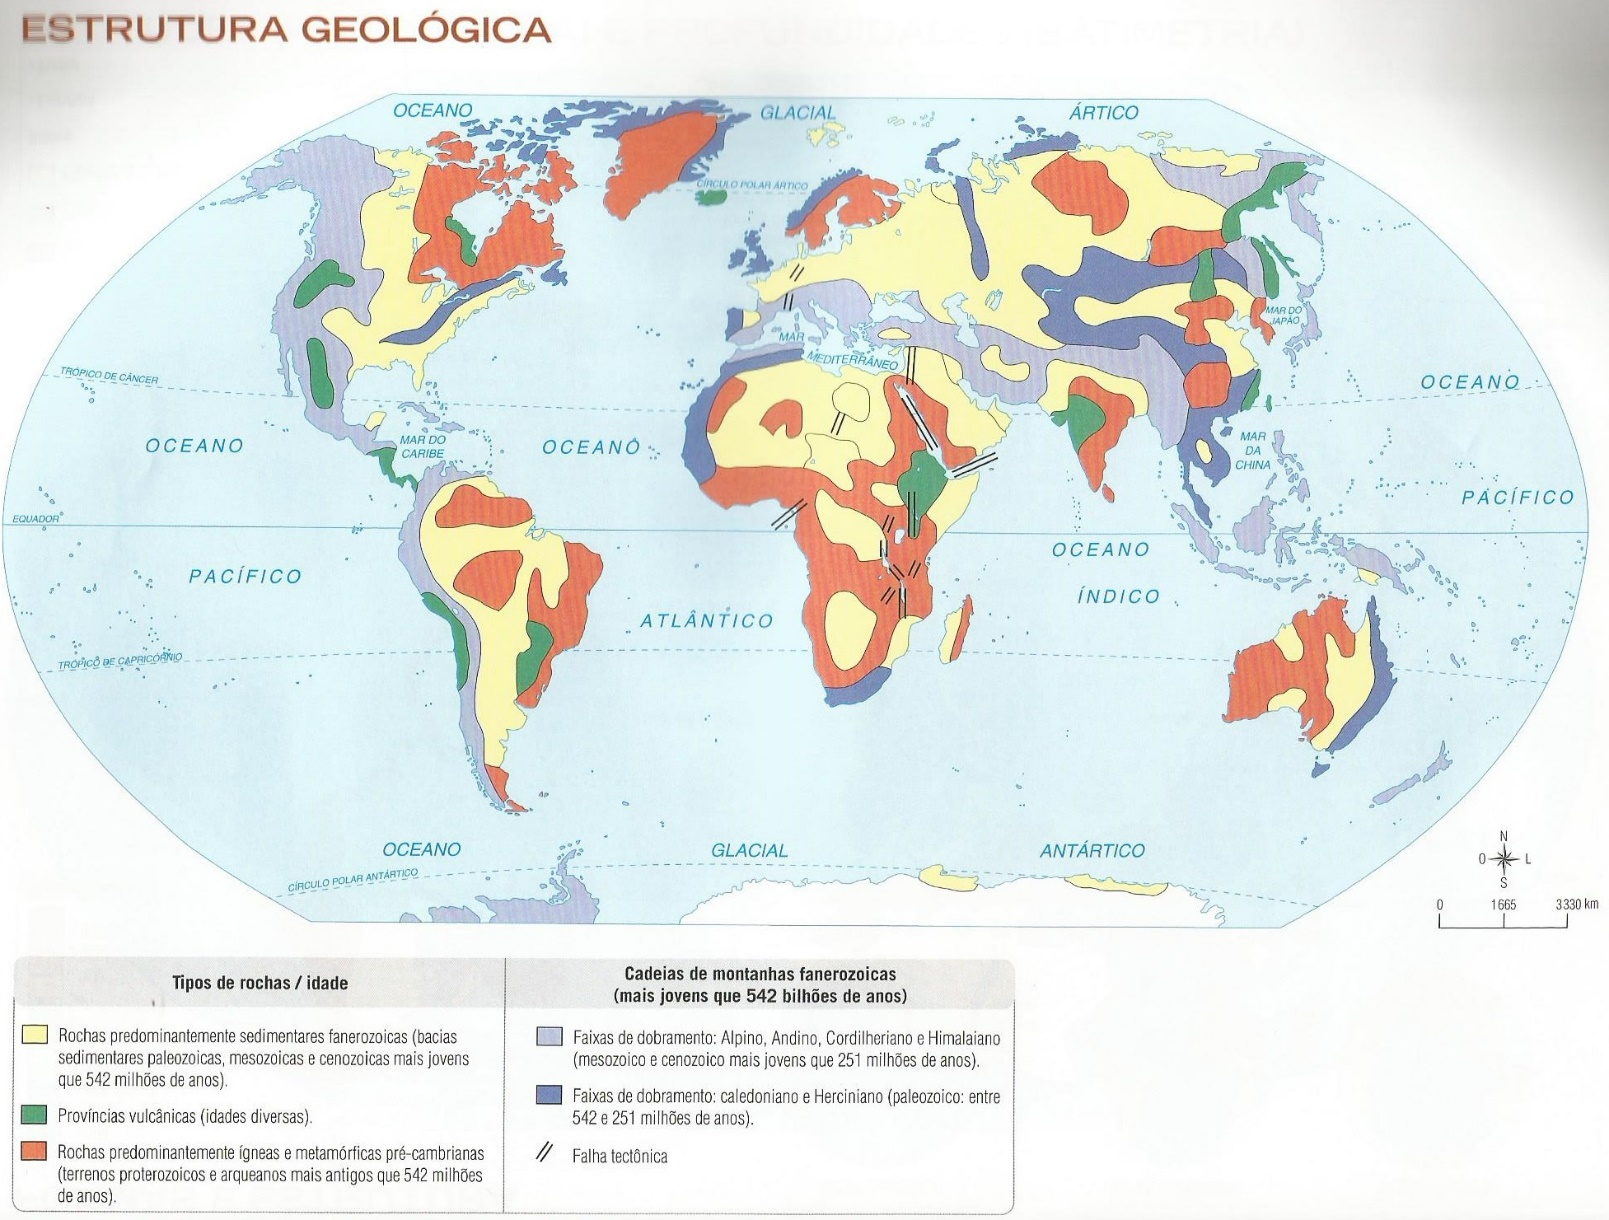 ESTRUTURA GEOLÓGICA
OCEANO GLACIAL ÁRTICO
CÍRCULO POLAR ÁRTICO
MAR DO
JAPÃO
MAR
MEDITERRÂNEO
TRÓPICO DE CÂNCER
OCEANO
OCEANO
OCEANO
MAR DO
CARIBE
MAR
DA
CHINA
PACÍFICO
EQUADOR
OCEANO
PACÍFICO
ÍNDICO
ATLÂNTICO
TRÓPICO DE CAPRICÓRNIO
OCEANO GLACIAL ANTÁRTICO
CÍRCULO POLAR ANTÁRTICO
N
O L
S
0 1665 3330 km
Tipos de rochas / idade
Rochas predominantemente sedimentares fanerozoicas (bacias
sedimentares paleozoicas, mesozoicas e cenozoicas mais jovens
que 542 milhões de anos).
Províncias vulcânicas (idades diversas).
Rochas predominantemente ígneas e metamórficas pré-cambrianas
(terrenos proterozoicos e arqueanos mais antigos que 542 milhões
de anos).
Cadeias de montanhas fanerozoicas
(mais jovens que 542 bilhões de anos)
Faixas de dobramento: Alpino, Andino, Cordilheriano e Himalaiano
(mesozoico e cenozoico mais jovens que 251 milhões de anos).
Faixas de dobramento: caledoniano e Herciniano (paleozoico: entre
542 e 251 milhões de anos).
Falha tectônica